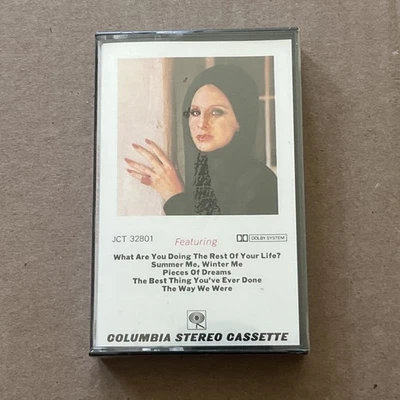 JCT 32801 Featuring DOLBY SYSTEM
What Are You Doing The Rest Of Your Life?
Summer Me, Winter Me
Pieces Of Dreams
The Best Thing You've Ever Done
The Way We Were
COLUMBIA STEREO CASSETTE